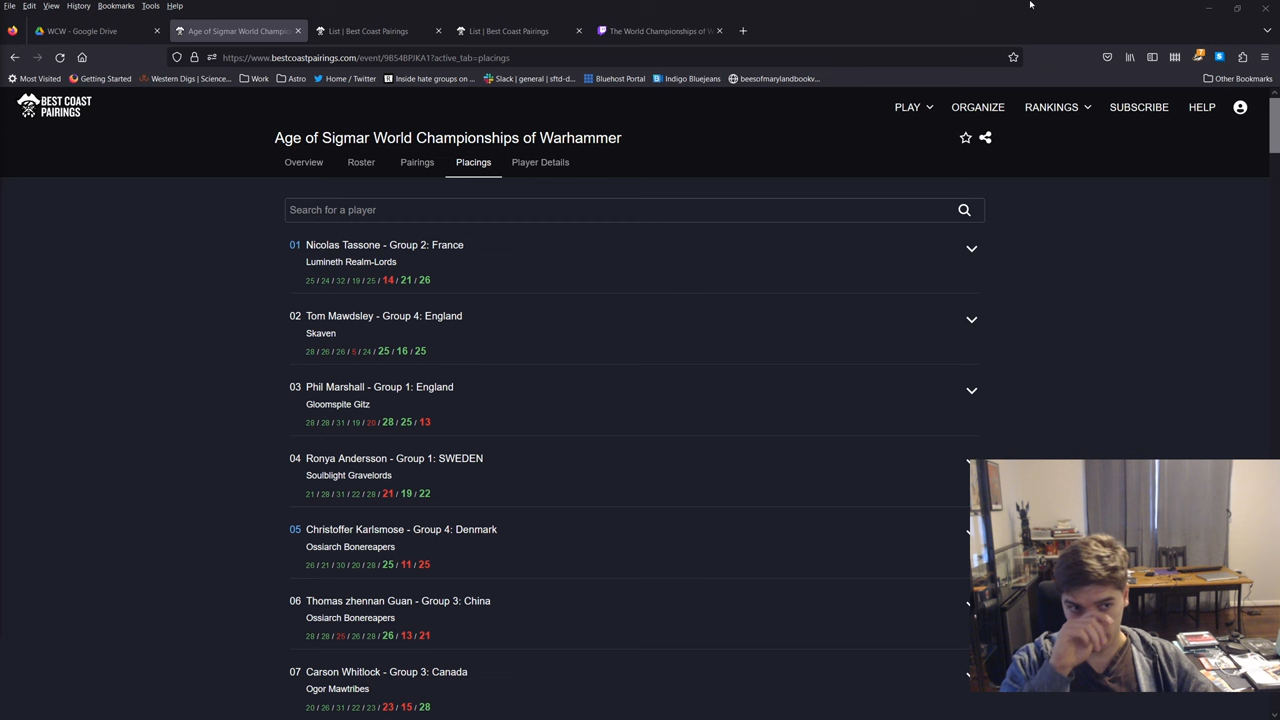 File Edit View History Bookmarks Tools Help
WCW - Google Drive
Age of Sigmar World Champio
List | Best Coast Pairings
List | Best Coast Pairings
The World Championships of W
https://www.bestcoastpairings.com/event/9B54BPJKA1?active_tab=placings
Most Visited Getting Started Western Digs | Science... Work Astro Home / Twitter Inside hate groups on ... Slack | general | sftd-d... Bluehost Portal Indigo Bluejeans beesofmarylandbookv... Other Bookmarks
BEST COAST
PAIRINGS
PLAY ORGANIZE RANKINGS SUBSCRIBE HELP
Age of Sigmar World Championships of Warhammer
Overview Roster Pairings Placings Player Details
Search for a player
01 Nicolas Tassone - Group 2: France
Lumineth Realm-Lords
25 / 24 / 32 / 19 / 25 / 14 / 21 / 26
02 Tom Mawdsley - Group 4: England
Skaven
28 / 26 / 26 / 5 / 24 / 25 / 16 / 25
03 Phil Marshall - Group 1: England
Gloomspite Gitz
28 / 28 / 31 / 19 / 20 / 28 / 25 / 13
04 Ronya Andersson - Group 1: SWEDEN
Soulblight Gravelords
21 / 28 / 31 / 22 / 28 / 21 / 19 / 22
05 Christoffer Karlsmose - Group 4: Denmark
Ossiarch Bonereapers
26 / 21 / 30 / 20 / 28 / 25 / 11 / 25
06 Thomas zhennan Guan - Group 3: China
Ossiarch Bonereapers
28 / 28 / 25 / 26 / 28 / 26 / 13 / 21
07 Carson Whitlock - Group 3: Canada
Ogor Mawtribes
20 / 26 / 31 / 22 / 23 / 23 / 15 / 28